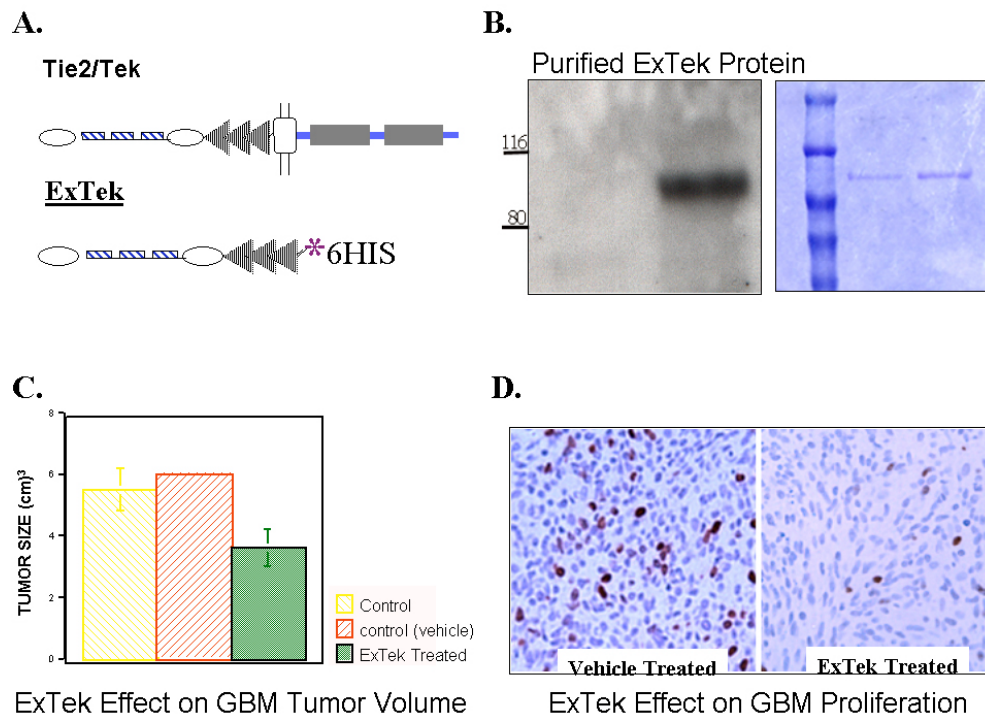 A.
Tie2/Tek
ExTek
*6HIS
B.
Purified ExTek Protein
116
80
C.
8
6
4
2
0
TUMOR SIZE (cm)³
Control
control (vehicle)
ExTek Treated
ExTek Effect on GBM Tumor Volume
D.
Vehicle Treated
ExTek Treated
ExTek Effect on GBM Proliferation